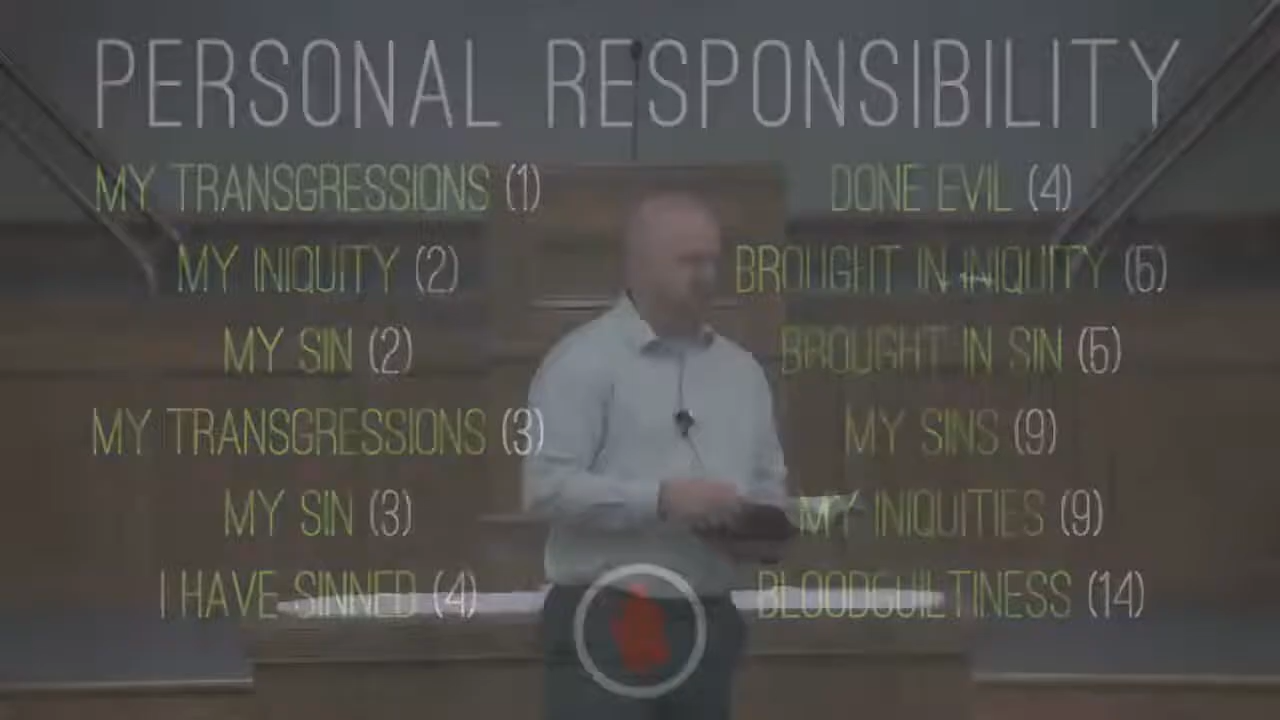 PERSONAL RESPONSIBILITY
MY TRANSGRESSIONS (1)
MY INIQUITY (2)
MY SIN (2)
MY TRANSGRESSIONS (3)
MY SIN (3)
I HAVE SINNED (4)
DONE EVIL (4)
BROUGHT IN INIQUITY (5)
BROUGHT IN SIN (5)
MY SINS (9)
MY INIQUITIES (9)
BLOODGUILTINESS (14)